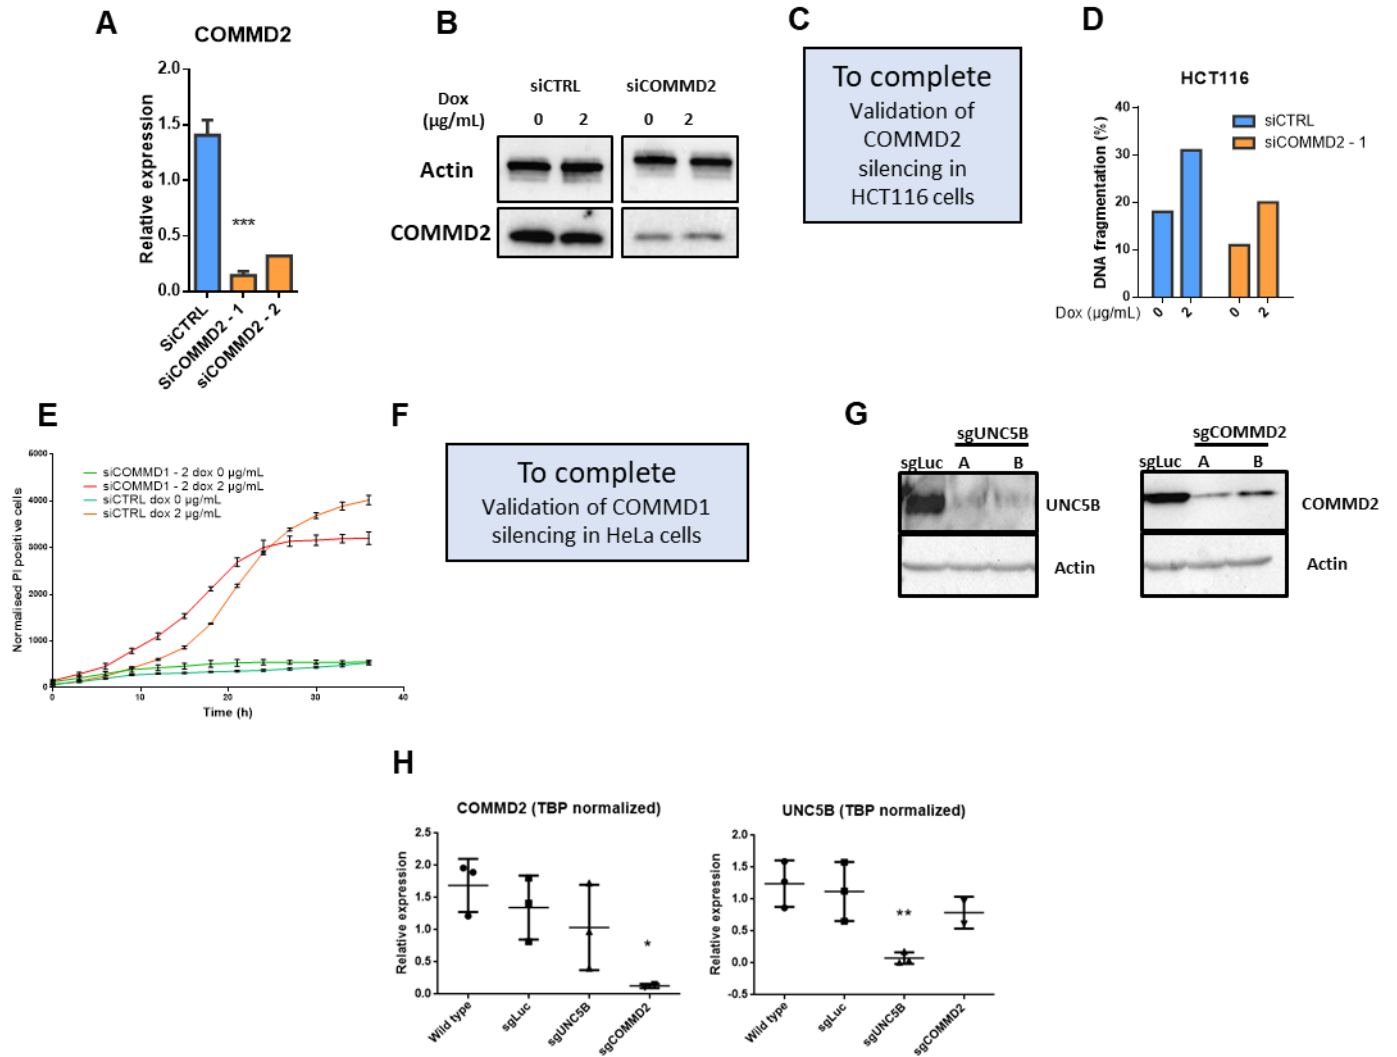 A
COMMD2
Relative expression
2.0
1.5
1.0
0.5
0.0
***
SiCTRL
SiCOMMD2 - 1
siCOMMD2 - 2
B
siCTRL
siCOMMD2
Dox
(µg/mL)
0
2
0
2
Actin
COMMD2
C
To complete
Validation of
COMMD2
silencing in
HCT116 cells
D
HCT116
DNA fragmentation (%)
40
30
20
10
0
siCTRL
siCOMMD2 - 1
Dox (µg/mL)
0
2
0
2
E
Normalised PI positive cells
6000
5000
4000
3000
2000
1000
0
siCOMMD1 - 2 dox 0 µg/mL
siCOMMD1 - 2 dox 2 µg/mL
siCTRL dox 0 µg/mL
siCTRL dox 2 µg/mL
0
10
20
30
40
Time (h)
F
To complete
Validation of COMMD1
silencing in HeLa cells
G
sgUNC5B
sgLuc
A
B
UNC5B
Actin
sgCOMMD2
sgLuc
A
B
COMMD2
Actin
H
COMMD2 (TBP normalized)
Relative expression
2.5
2.0
1.5
1.0
0.5
0.0
*
Wild type
sgLuc
sgUNC5B
sgCOMMD2
UNC5B (TBP normalized)
Relative expression
2.0
1.5
1.0
0.5
0.0
-0.5
**
Wild type
sgLuc
sgUNC5B
sgCOMMD2